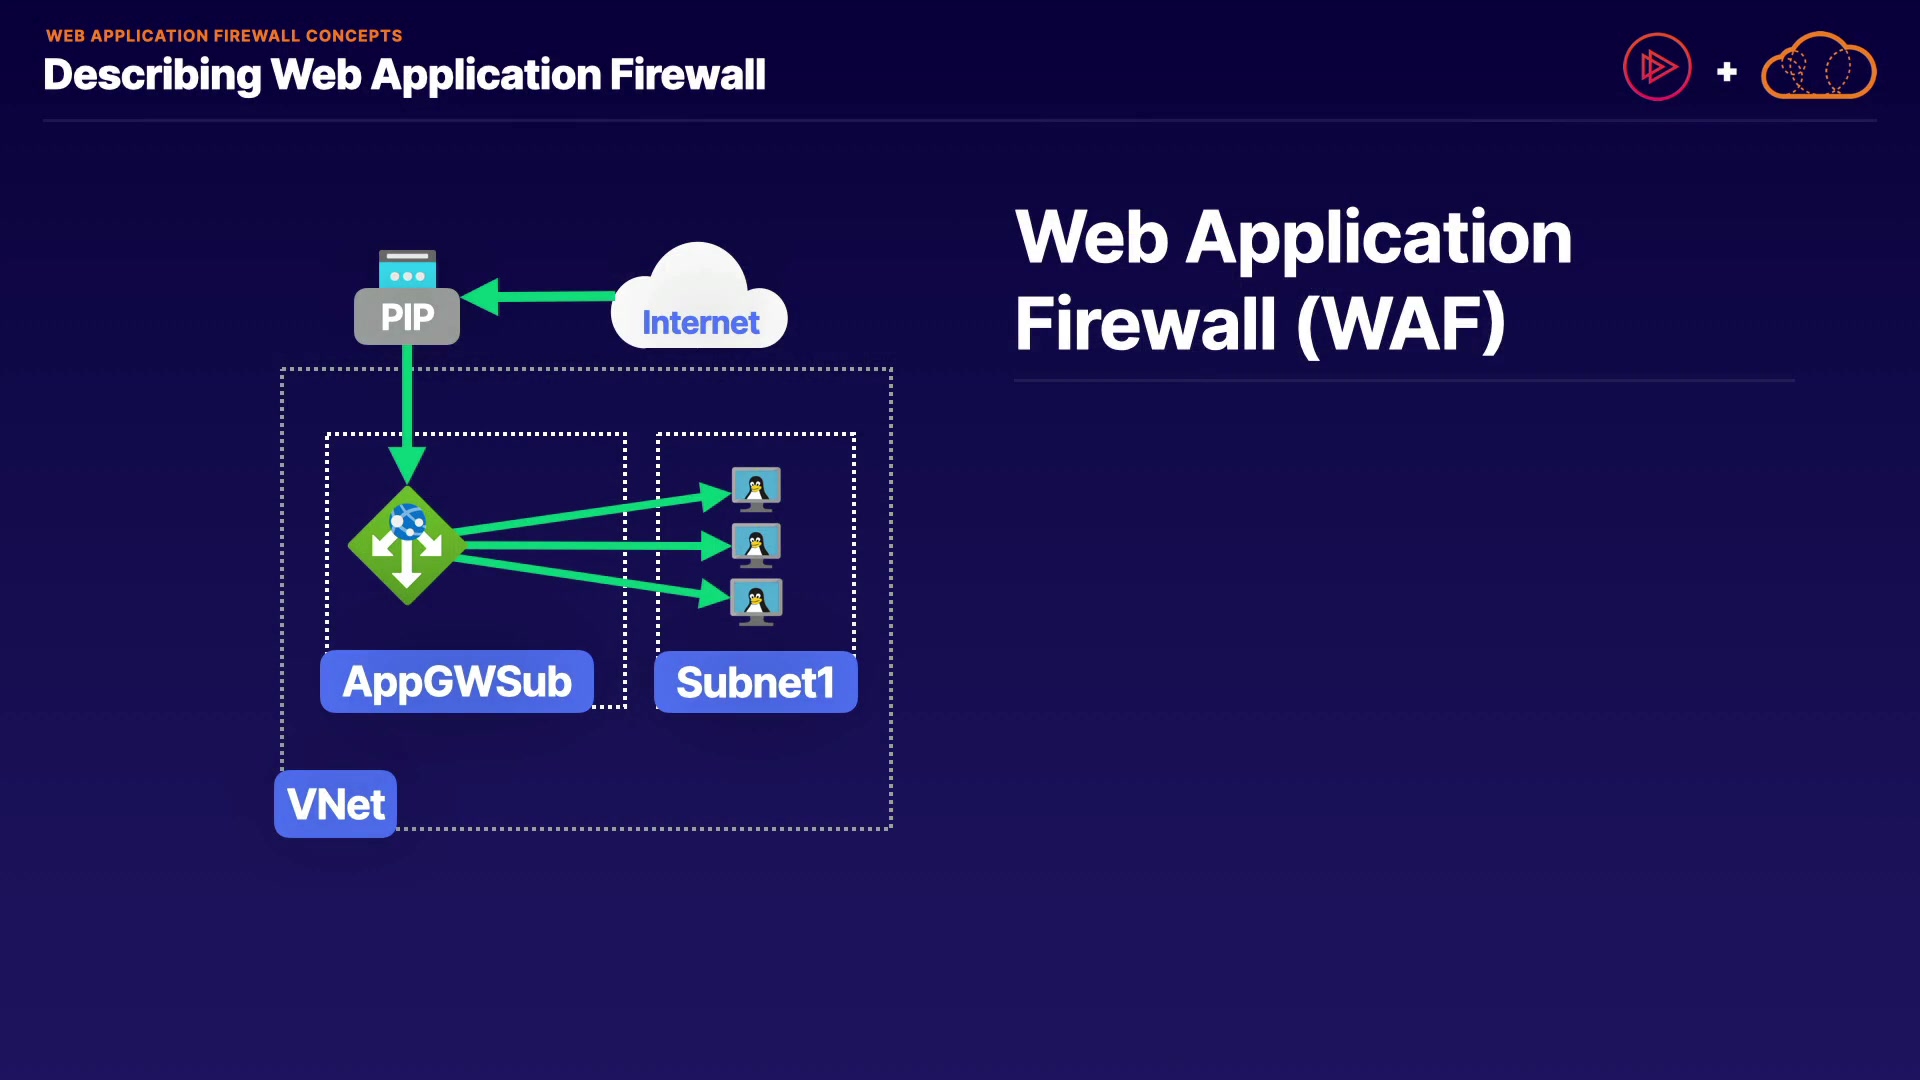 WEB APPLICATION FIREWALL CONCEPTS
Describing Web Application Firewall
Web Application
Firewall (WAF)
PIP
Internet
AppGWSub
Subnet1
VNet